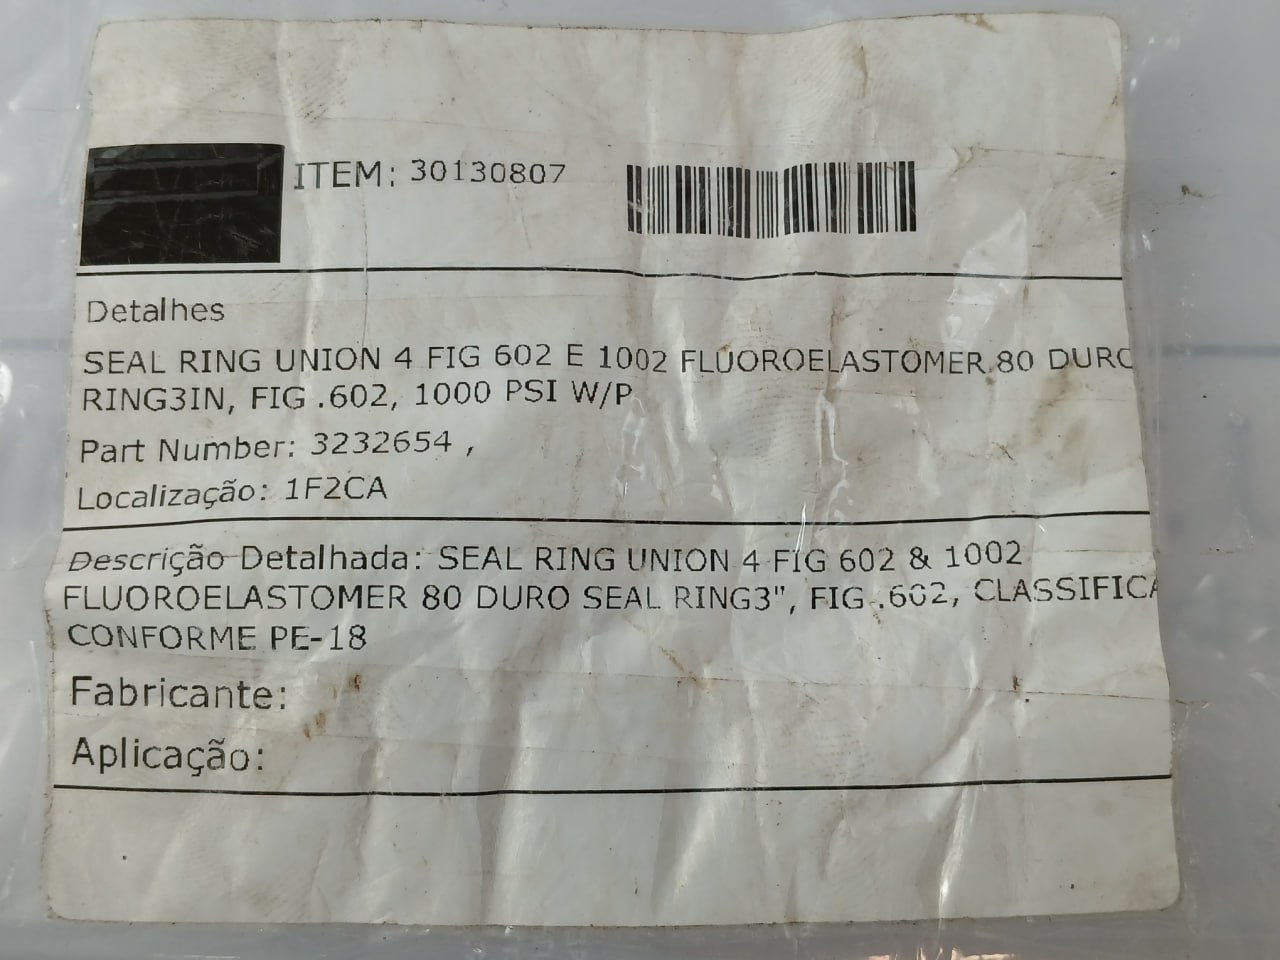 ITEM: 30130807
Detalhes
SEAL RING UNION 4 FIG 602 E 1002 FLUOROELASTOMER 80 DURO
RING3IN, FIG .602, 1000 PSI W/P
Part Number: 3232654 ,
Localização: 1F2CA
Descrição Detalhada: SEAL RING UNION 4 FIG 602 & 1002
FLUOROELASTOMER 80 DURO SEAL RING3", FIG .602, CLASSIFICA
CONFORME PE-18
Fabricante:
Aplicação: